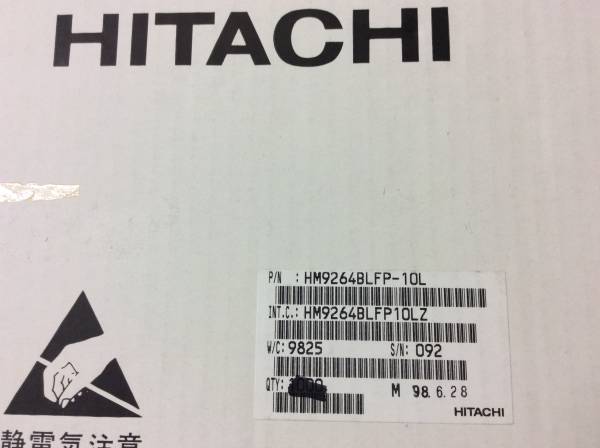 HITACHI
P/N : HM9264BLFP-10L
INT.C.: HM9264BLFP10LZ
W/C: 9825 S/N: 092
QTY:
M 98. 6. 28
HITACHI
静電気注意